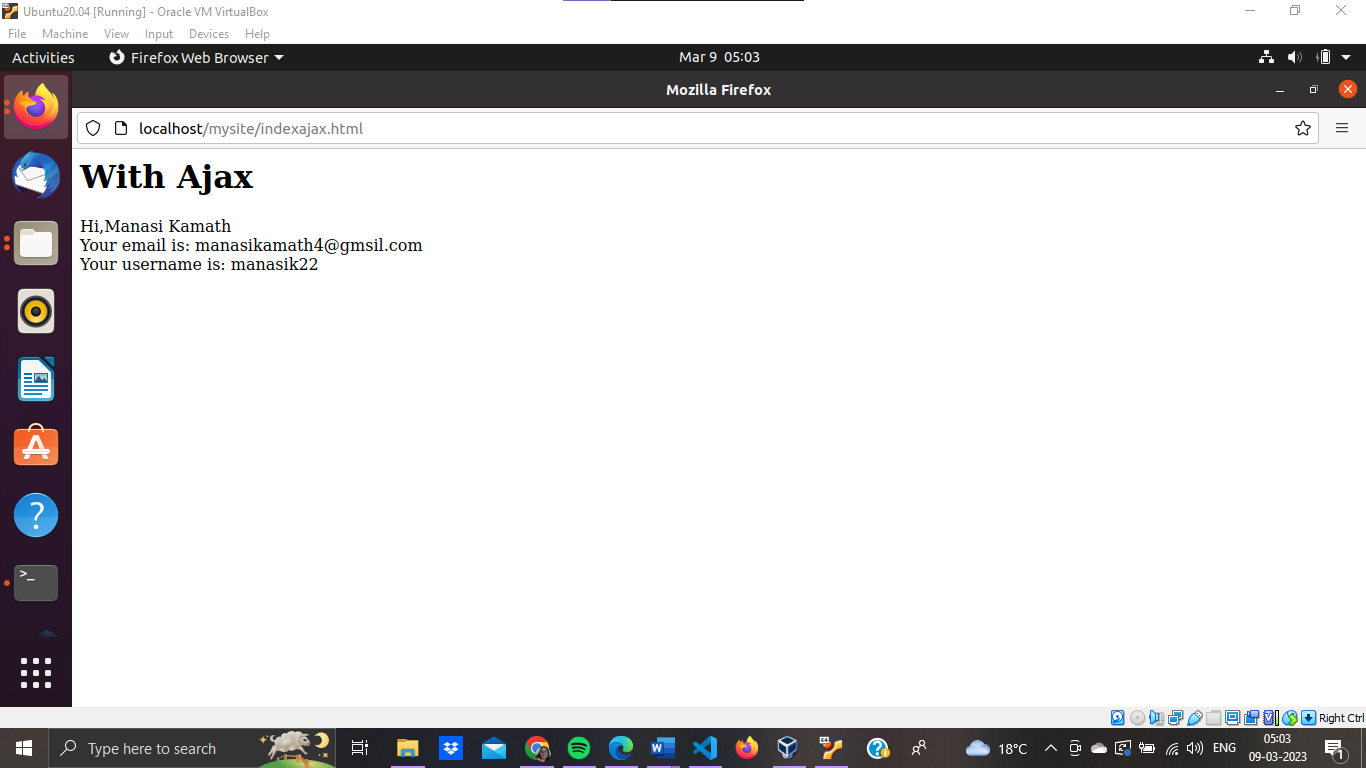 Ubuntu20.04 [Running] - Oracle VM VirtualBox
File Machine View Input Devices Help
Activities Firefox Web Browser Mar 9 05:03
Mozilla Firefox
localhost/mysite/indexajax.html
With Ajax
Hi,Manasi Kamath
Your email is: manasikamath4@gmsil.com
Your username is: manasik22
Right Ctrl
Type here to search
18°C ENG 05:03
09-03-2023 1